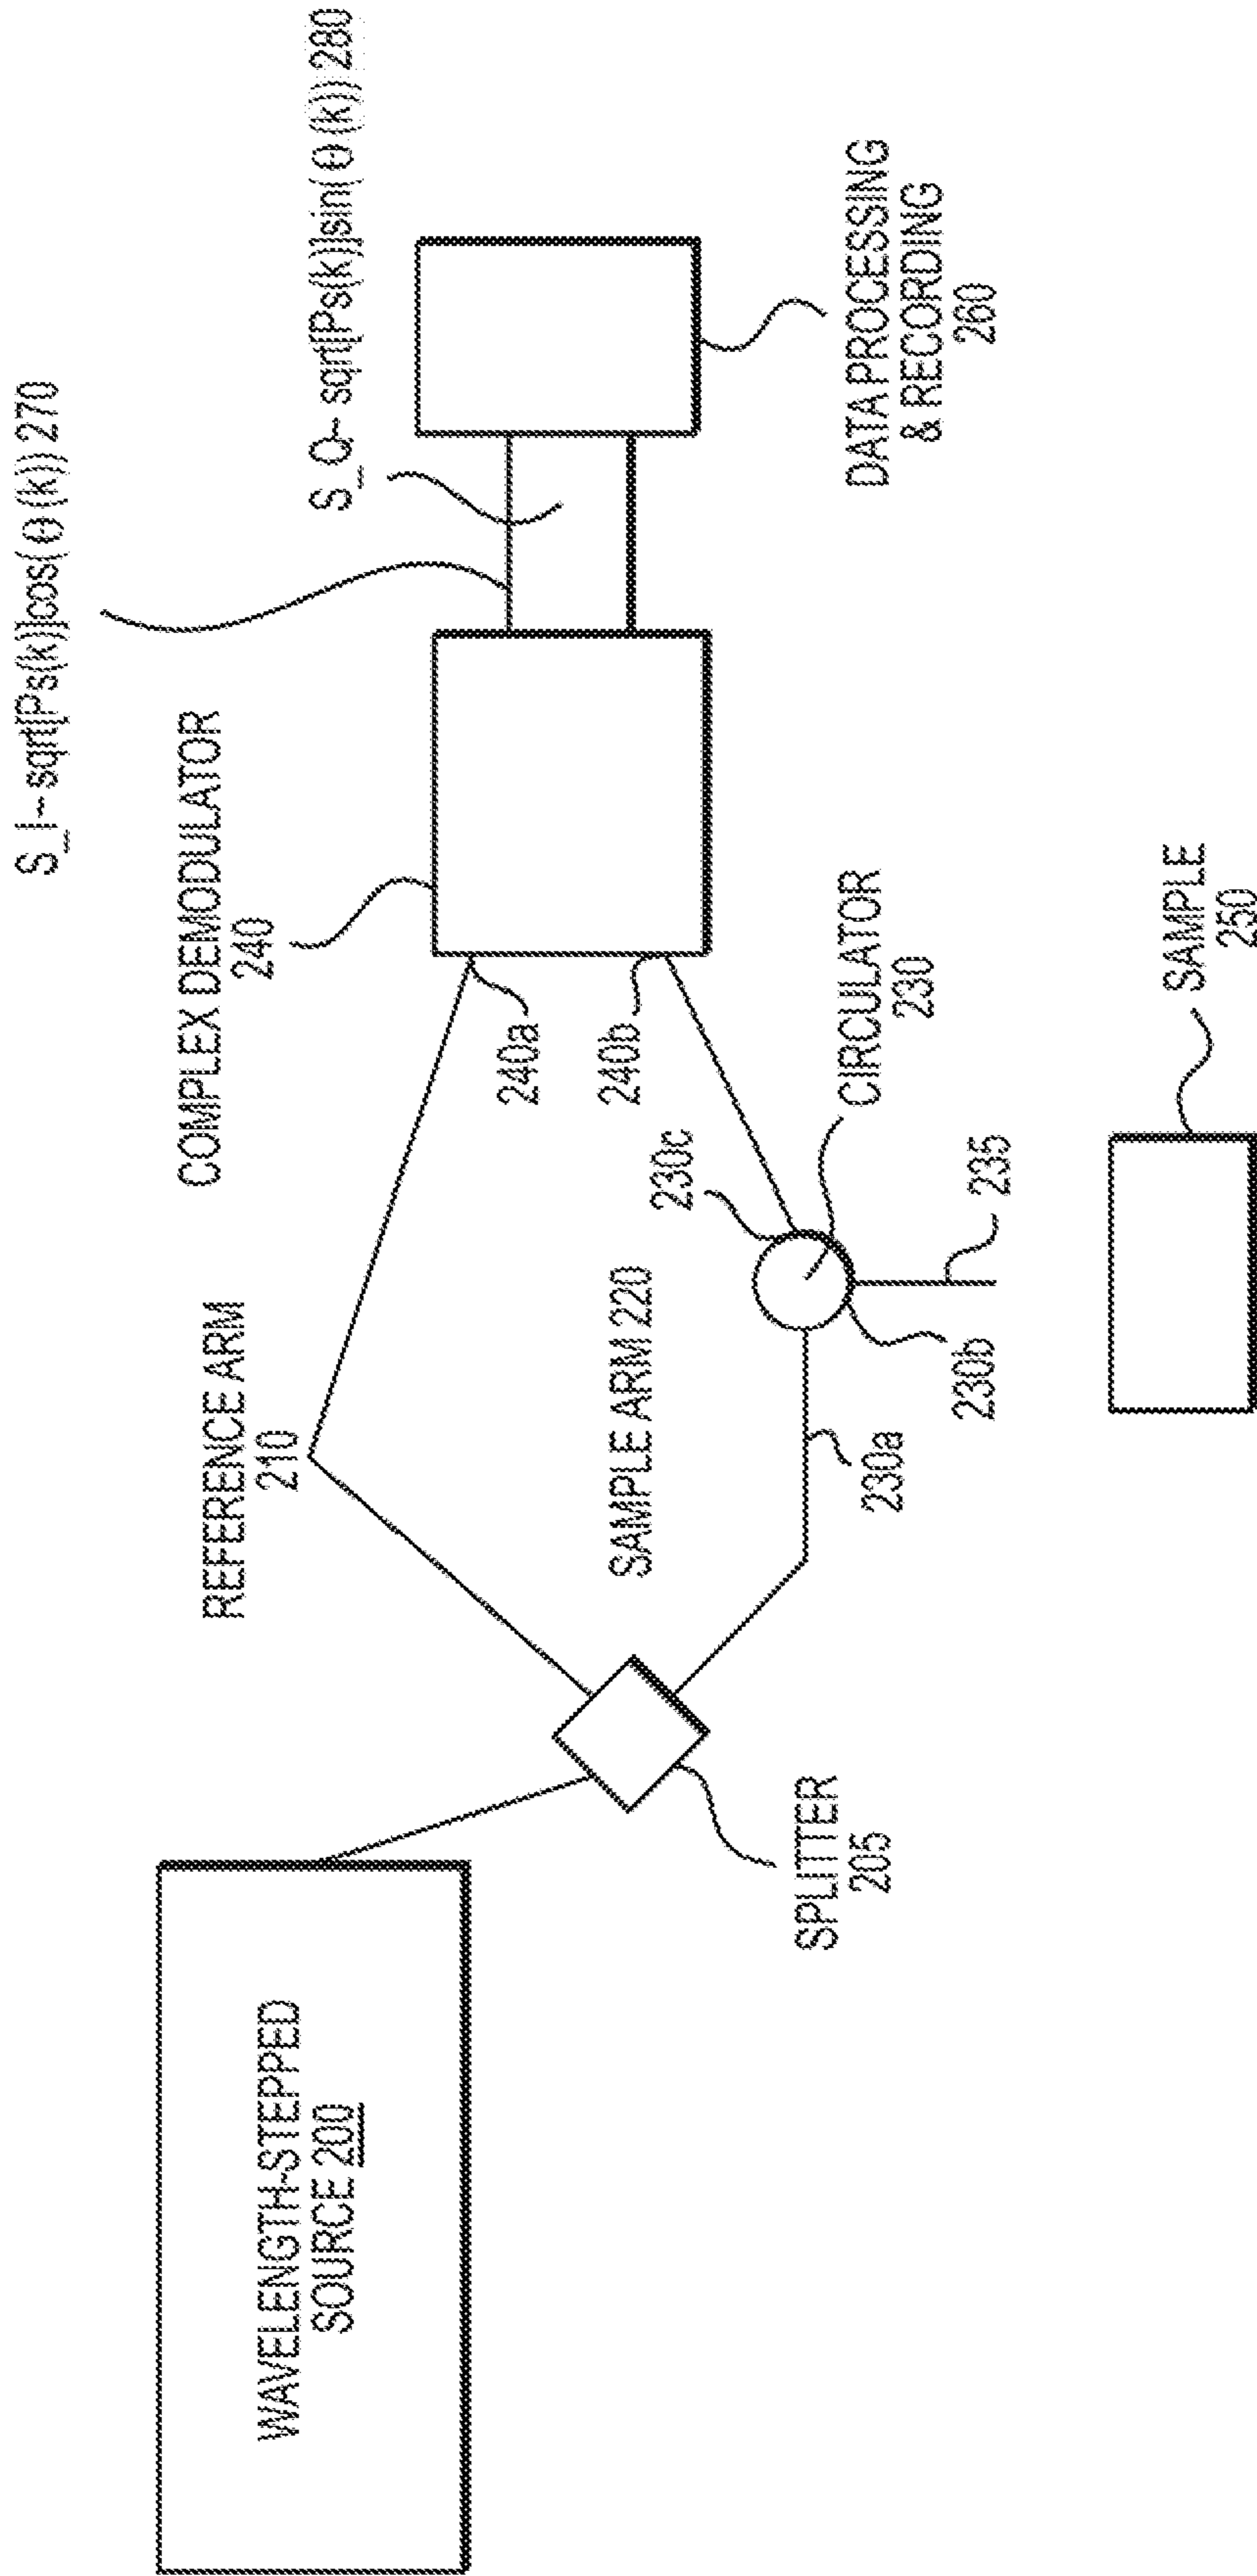 WAVELENGTH-STEPPED
SOURCE 200
SPLITTER
205
REFERENCE ARM
210
SAMPLE ARM 220
230a
230b
230c
235
CIRCULATOR
230
SAMPLE
250
240a
240b
COMPLEX DEMODULATOR
240
S_I~sqrt[Ps(k)]cos(θ(k)) 270
S_Q~sqrt[Ps(k)]sin(θ(k)) 280
DATA PROCESSING
& RECORDING
260